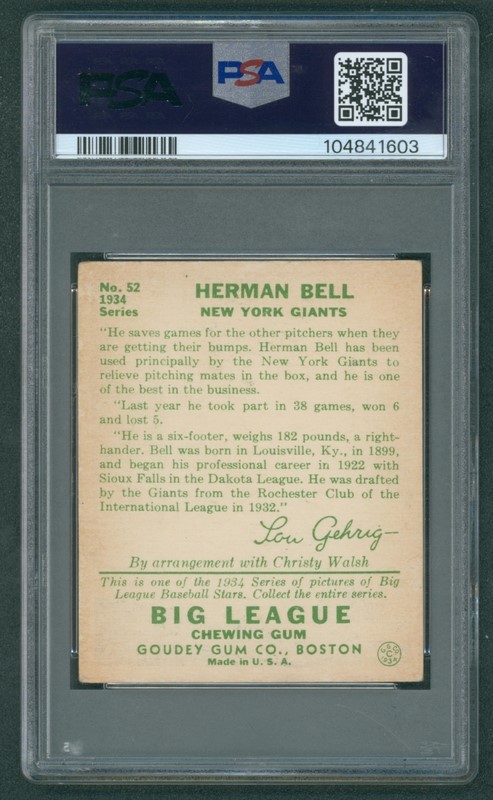 PSA
PSA
104841603
No. 52
1934
Series
HERMAN BELL
NEW YORK GIANTS
"He saves games for the other pitchers when they
are getting their bumps. Herman Bell has been
used principally by the New York Giants to
relieve pitching mates in the box, and he is one
of the best in the business.
"Last year he took part in 38 games, won 6
and lost 5.
"He is a six-footer, weighs 182 pounds, a right-
hander. Bell was born in Louisville, Ky., in 1899,
and began his professional career in 1922 with
Sioux Falls in the Dakota League. He was drafted
by the Giants from the Rochester Club of the
International League in 1932."
Lou Gehrig
By arrangement with Christy Walsh
This is one of the 1934 Series of pictures of Big
League Baseball Stars. Collect the entire series.
BIG LEAGUE
CHEWING GUM
GOUDEY GUM CO., BOSTON
Made in U. S. A.